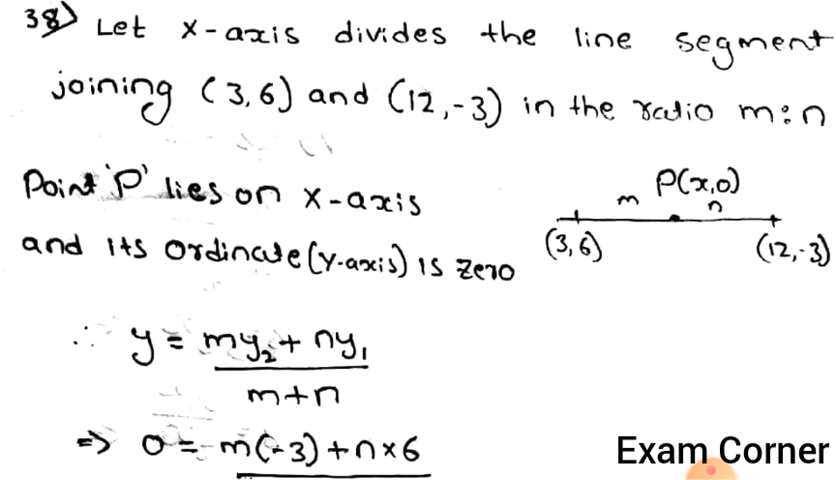 38) Let x-axis divides the line segment
joining (3,6) and (12,-3) in the ratio m:n
Point 'P' lies on x-axis
and its ordinate (y-axis) is zero
m P(x,0) n
(3,6) (12,-3)
∴ y = my₂ + ny₁
m+n
⇒ 0 = m(-3) + n×6
Exam Corner